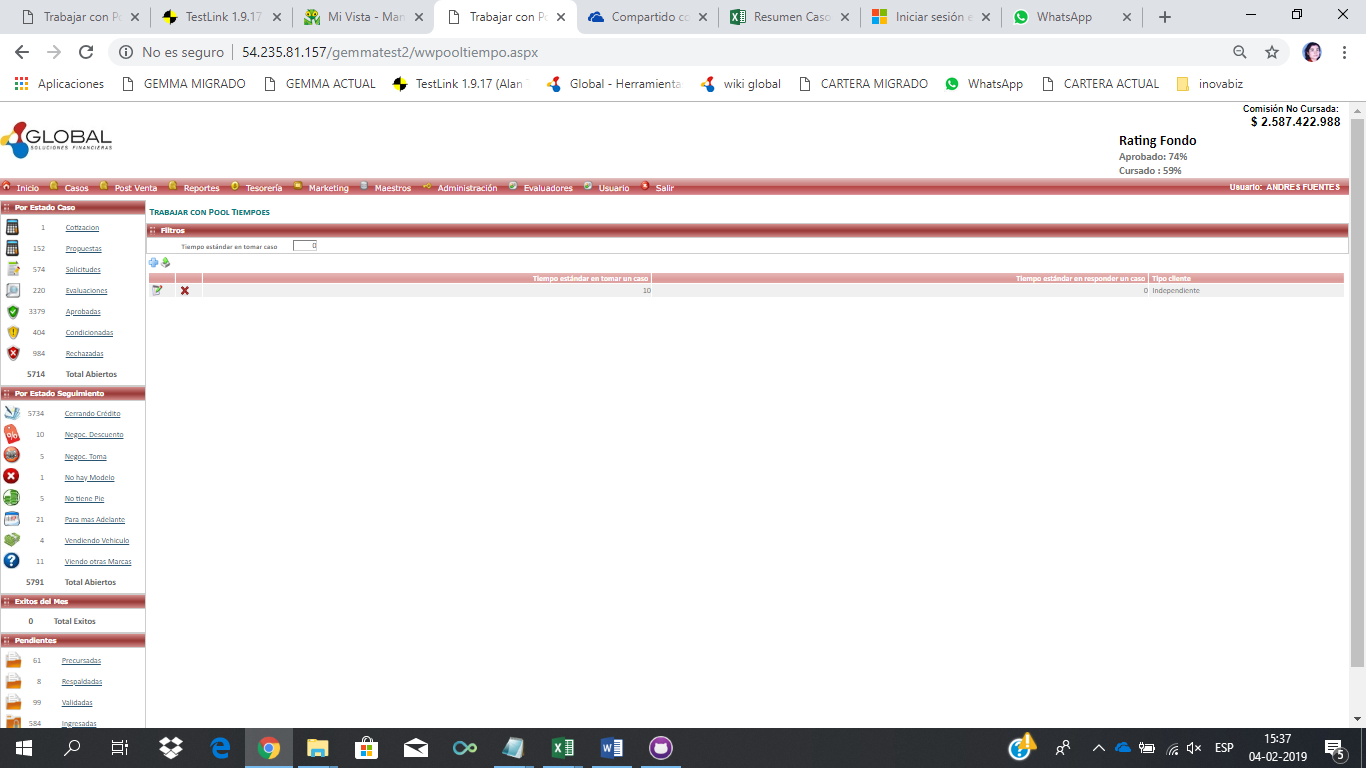 Trabajar con Po
TestLink 1.9.17
Mi Vista - Man
Trabajar con Po
Compartido co
Resumen Caso
Iniciar sesión e
WhatsApp
No es seguro
54.235.81.157/gemmatest2/wwpooltiempo.aspx
Aplicaciones
GEMMA MIGRADO
GEMMA ACTUAL
TestLink 1.9.17 (Alan
Global - Herramienta
wiki global
CARTERA MIGRADO
WhatsApp
CARTERA ACTUAL
inovabiz
Comisión No Cursada:
$ 2.587.422.988
GLOBAL
SOLUCIONES FINANCIERAS
Rating Fondo
Aprobado: 74%
Cursado : 59%
Inicio
Casos
Post Venta
Reportes
Tesorería
Marketing
Maestros
Administración
Evaluadores
Usuario
Salir
Usuario: ANDRES FUENTES
Por Estado Caso
1 Cotizacion
152 Propuestas
574 Solicitudes
220 Evaluaciones
3379 Aprobadas
404 Condicionadas
984 Rechazadas
5714 Total Abiertos
Por Estado Seguimiento
5734 Cerrando Crédito
10 Negoc. Descuento
5 Negoc. Toma
1 No hay Modelo
5 No tiene Pie
21 Para mas Adelante
4 Vendiendo Vehiculo
11 Viendo otras Marcas
5791 Total Abiertos
Exitos del Mes
0 Total Exitos
Pendientes
61 Precursadas
8 Respaldadas
99 Validadas
584 Ingresadas
Trabajar con Pool Tiempoes
Filtros
Tiempo estándar en tomar caso 0
Tiempo estándar en tomar un caso
Tiempo estándar en responder un caso
Tipo cliente
10
0
Independiente
ESP
15:37
04-02-2019
5